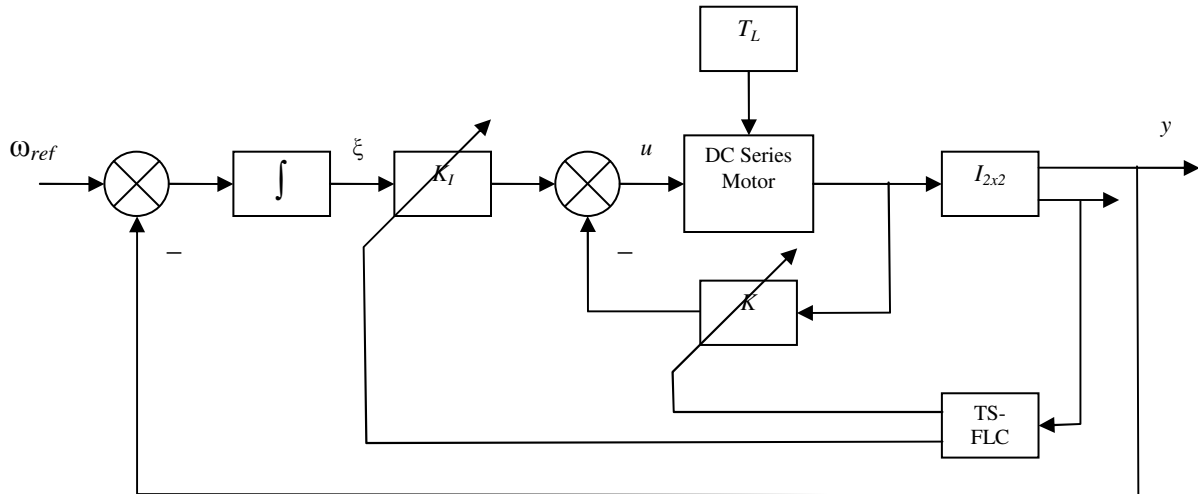 T_L
ω_ref
∫
ξ
K_I
u
DC Series
Motor
I_2x2
y
−
−
K
TS-
FLC